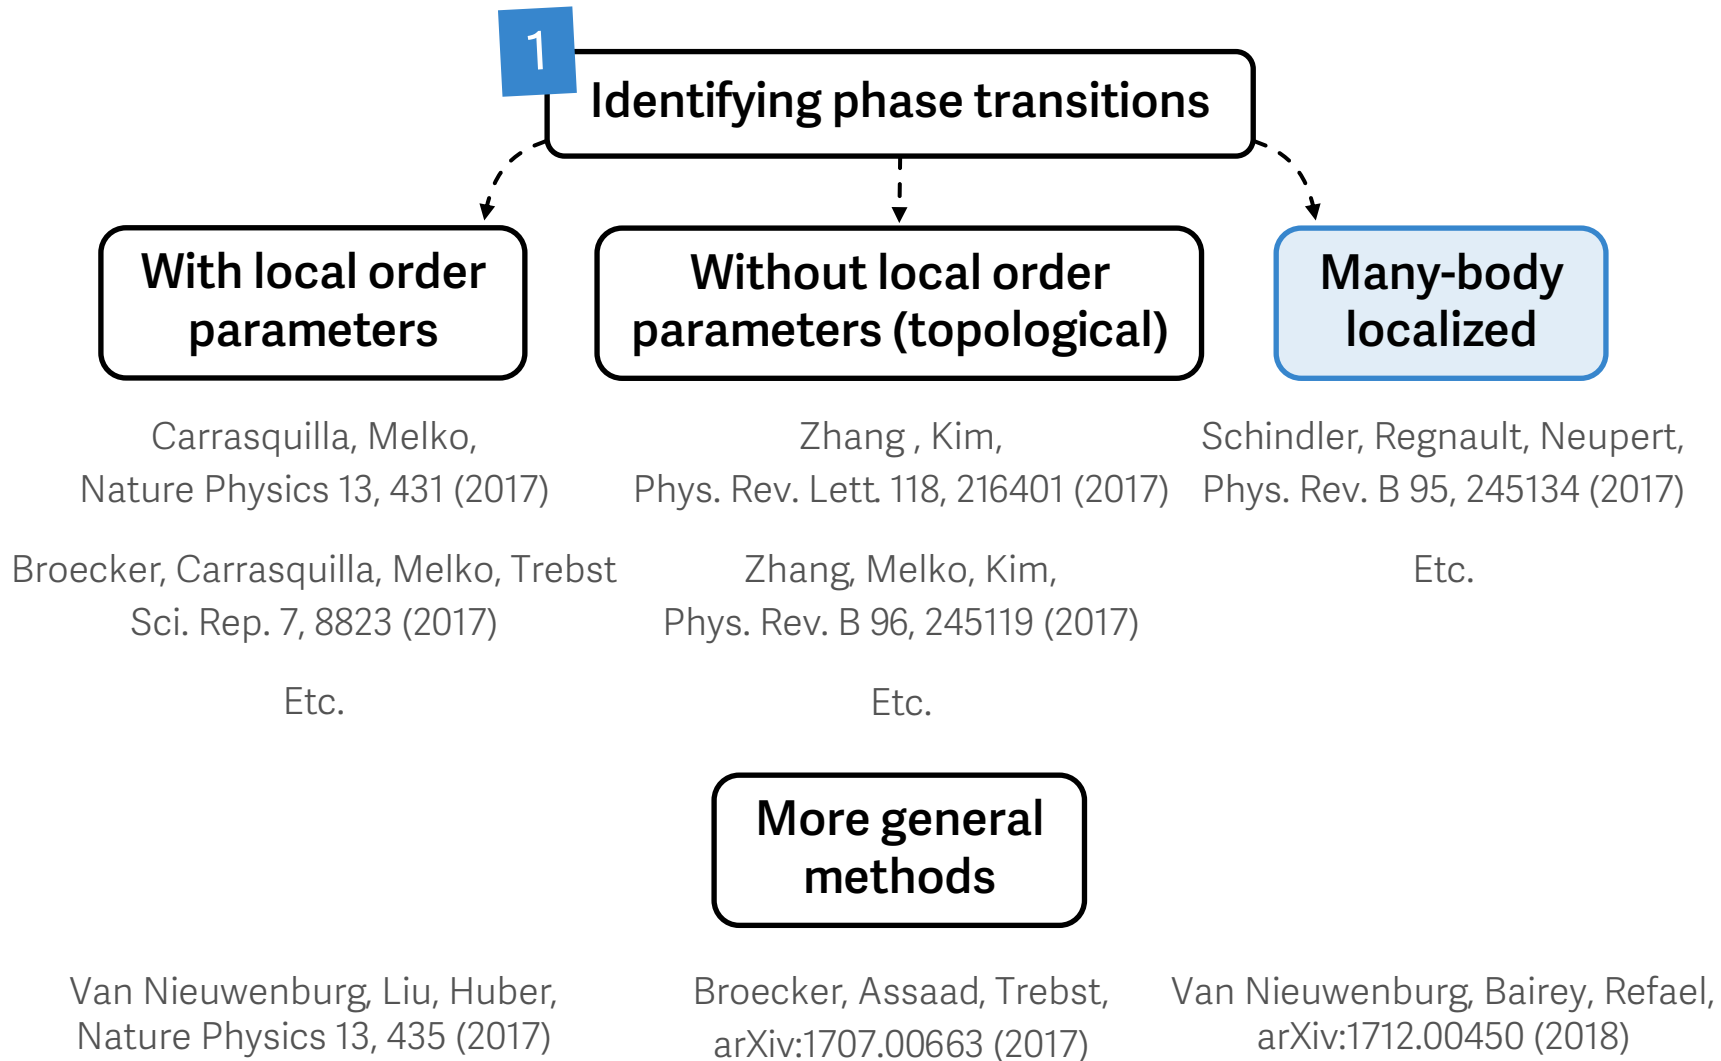 1
Identifying phase transitions
With local order
parameters
Without local order
parameters (topological)
Many-body
localized
Carrasquilla, Melko,
Nature Physics 13, 431 (2017)
Broecker, Carrasquilla, Melko, Trebst
Sci. Rep. 7, 8823 (2017)
Etc.
Zhang , Kim,
Phys. Rev. Lett. 118, 216401 (2017)
Zhang, Melko, Kim,
Phys. Rev. B 96, 245119 (2017)
Etc.
Schindler, Regnault, Neupert,
Phys. Rev. B 95, 245134 (2017)
Etc.
More general
methods
Van Nieuwenburg, Liu, Huber,
Nature Physics 13, 435 (2017)
Broecker, Assaad, Trebst,
arXiv:1707.00663 (2017)
Van Nieuwenburg, Bairey, Refael,
arXiv:1712.00450 (2018)